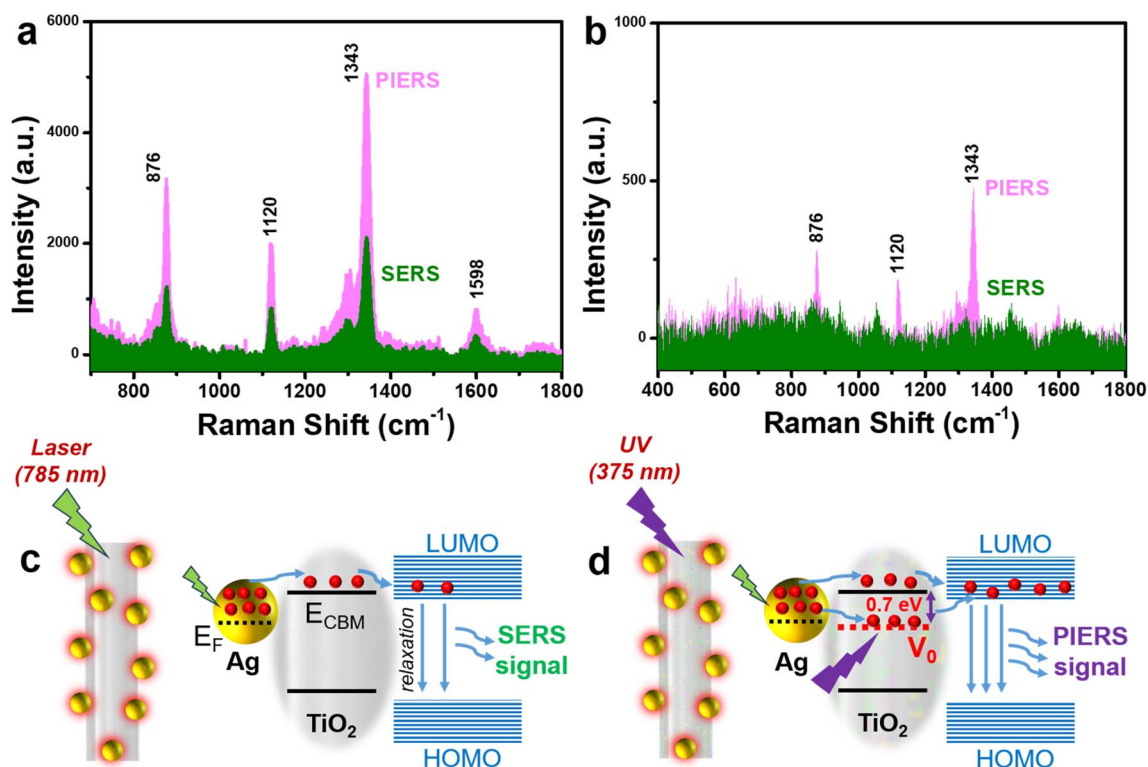 a
6000
4000
2000
0
Intensity (a.u.)
876
1120
1343
1598
PIERS
SERS
800 1000 1200 1400 1600 1800
Raman Shift (cm⁻¹)
b
1000
500
0
Intensity (a.u.)
876
1120
1343
PIERS
SERS
400 600 800 1000 1200 1400 1600 1800
Raman Shift (cm⁻¹)
Laser
(785 nm)
c
LUMO
E_CBM
E_F
Ag
relaxation
SERS
signal
TiO₂
HOMO
UV
(375 nm)
d
LUMO
0.7 eV
V₀
Ag
PIERS
signal
TiO₂
HOMO